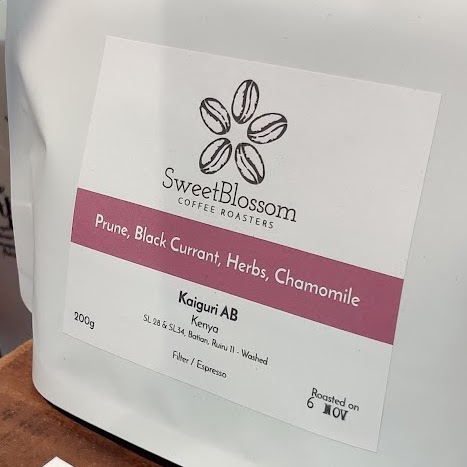 SweetBlossom
COFFEE ROASTERS
Prune, Black Currant, Herbs, Chamomile
Kaiguri AB
Kenya
SL 28 & SL34, Batian, Ruiru 11 - Washed
200g
Filter / Espresso
Roasted on
6 NOV